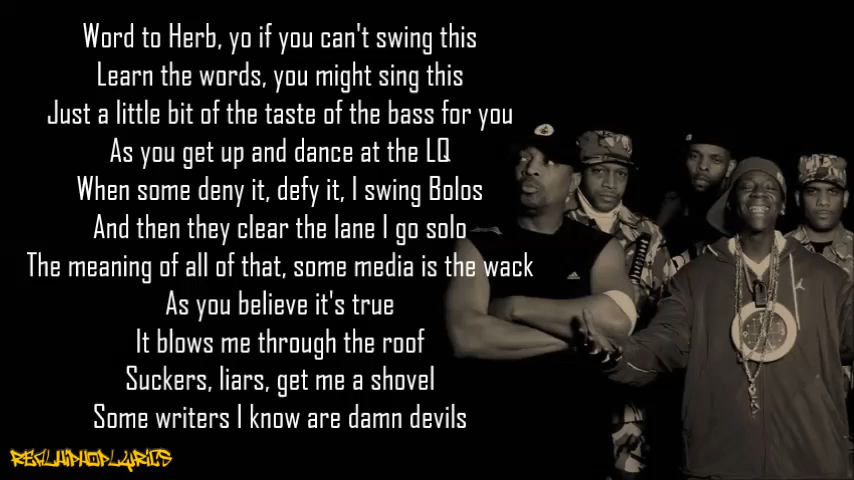 Word to Herb, yo if you can't swing this
Learn the words, you might sing this
Just a little bit of the taste of the bass for you
As you get up and dance at the LQ
When some deny it, defy it, I swing Bolos
And then they clear the lane I go solo
The meaning of all of that, some media is the wack
As you believe it's true
It blows me through the roof
Suckers, liars, get me a shovel
Some writers I know are damn devils
REALHIPHOPLYRICS